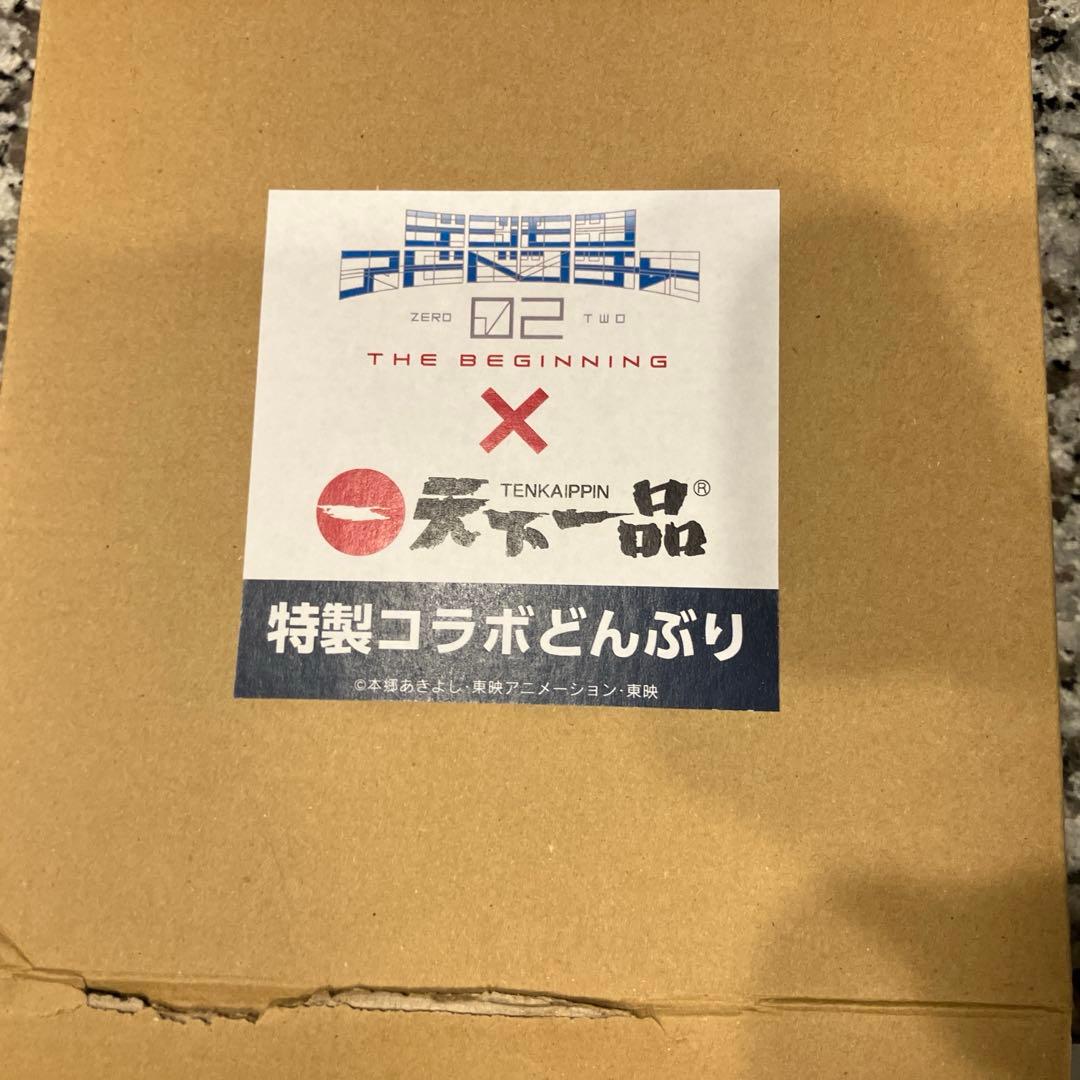 デジモン
アドベンチャー
ZERO 02 TWO
THE BEGINNING
×
天下一品 TENKAIPPIN ®
特製コラボどんぶり
©本郷あきよし・東映アニメーション・東映